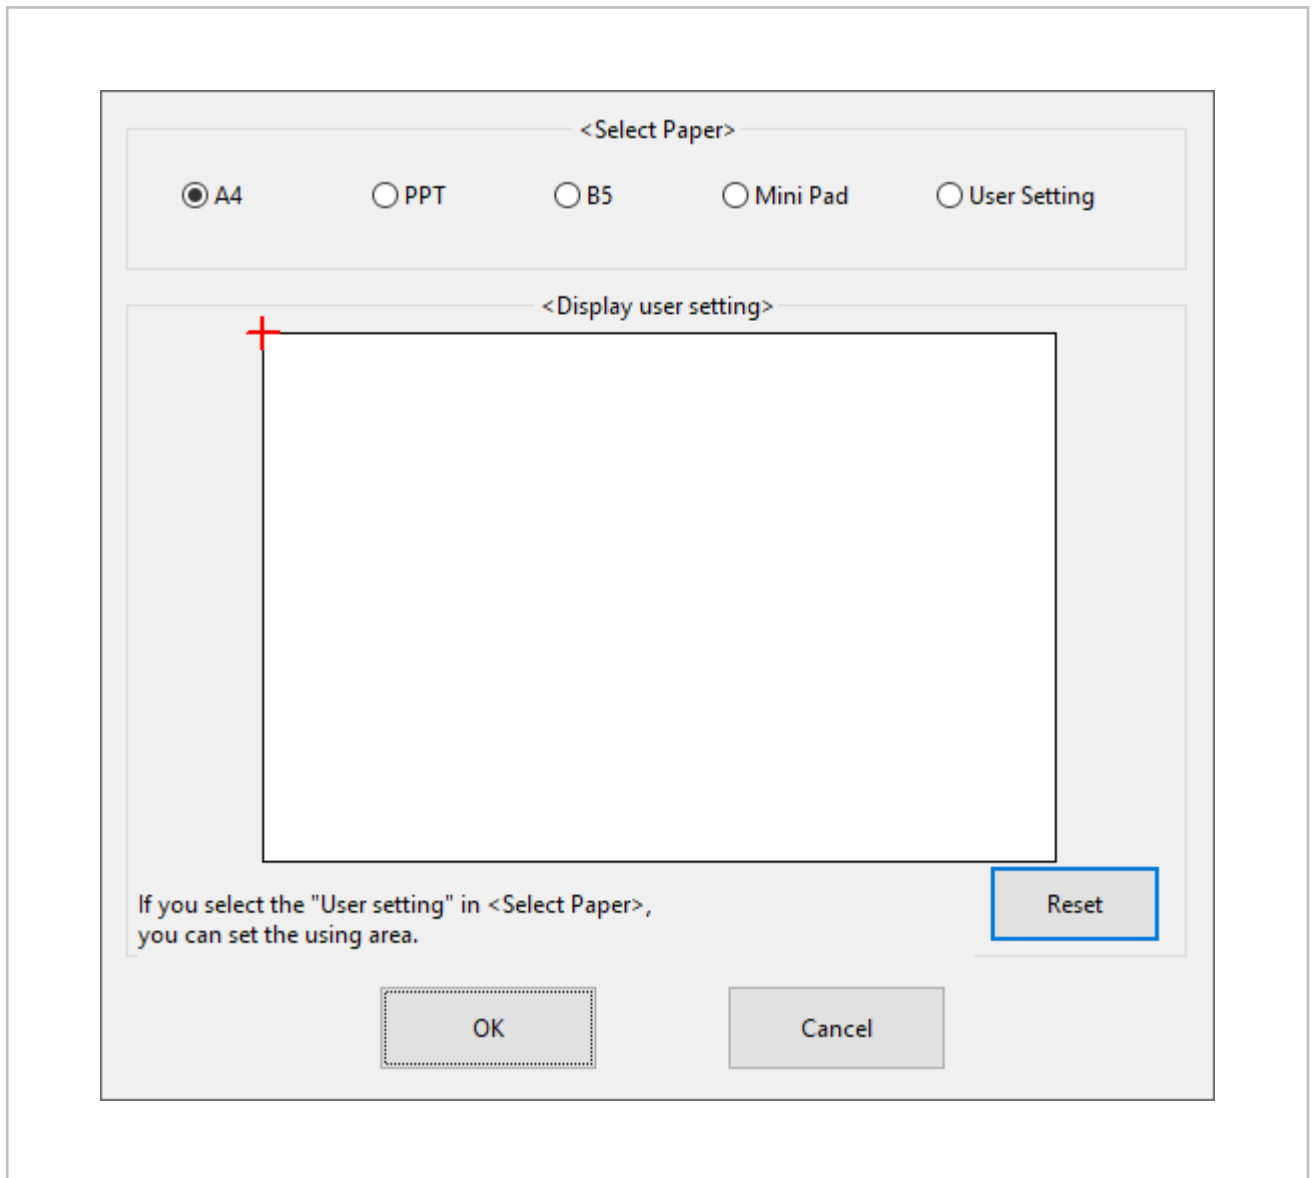 <Select Paper>
A4 PPT B5 Mini Pad User Setting
<Display user setting>
If you select the "User setting" in <Select Paper>,
you can set the using area.
Reset
OK Cancel